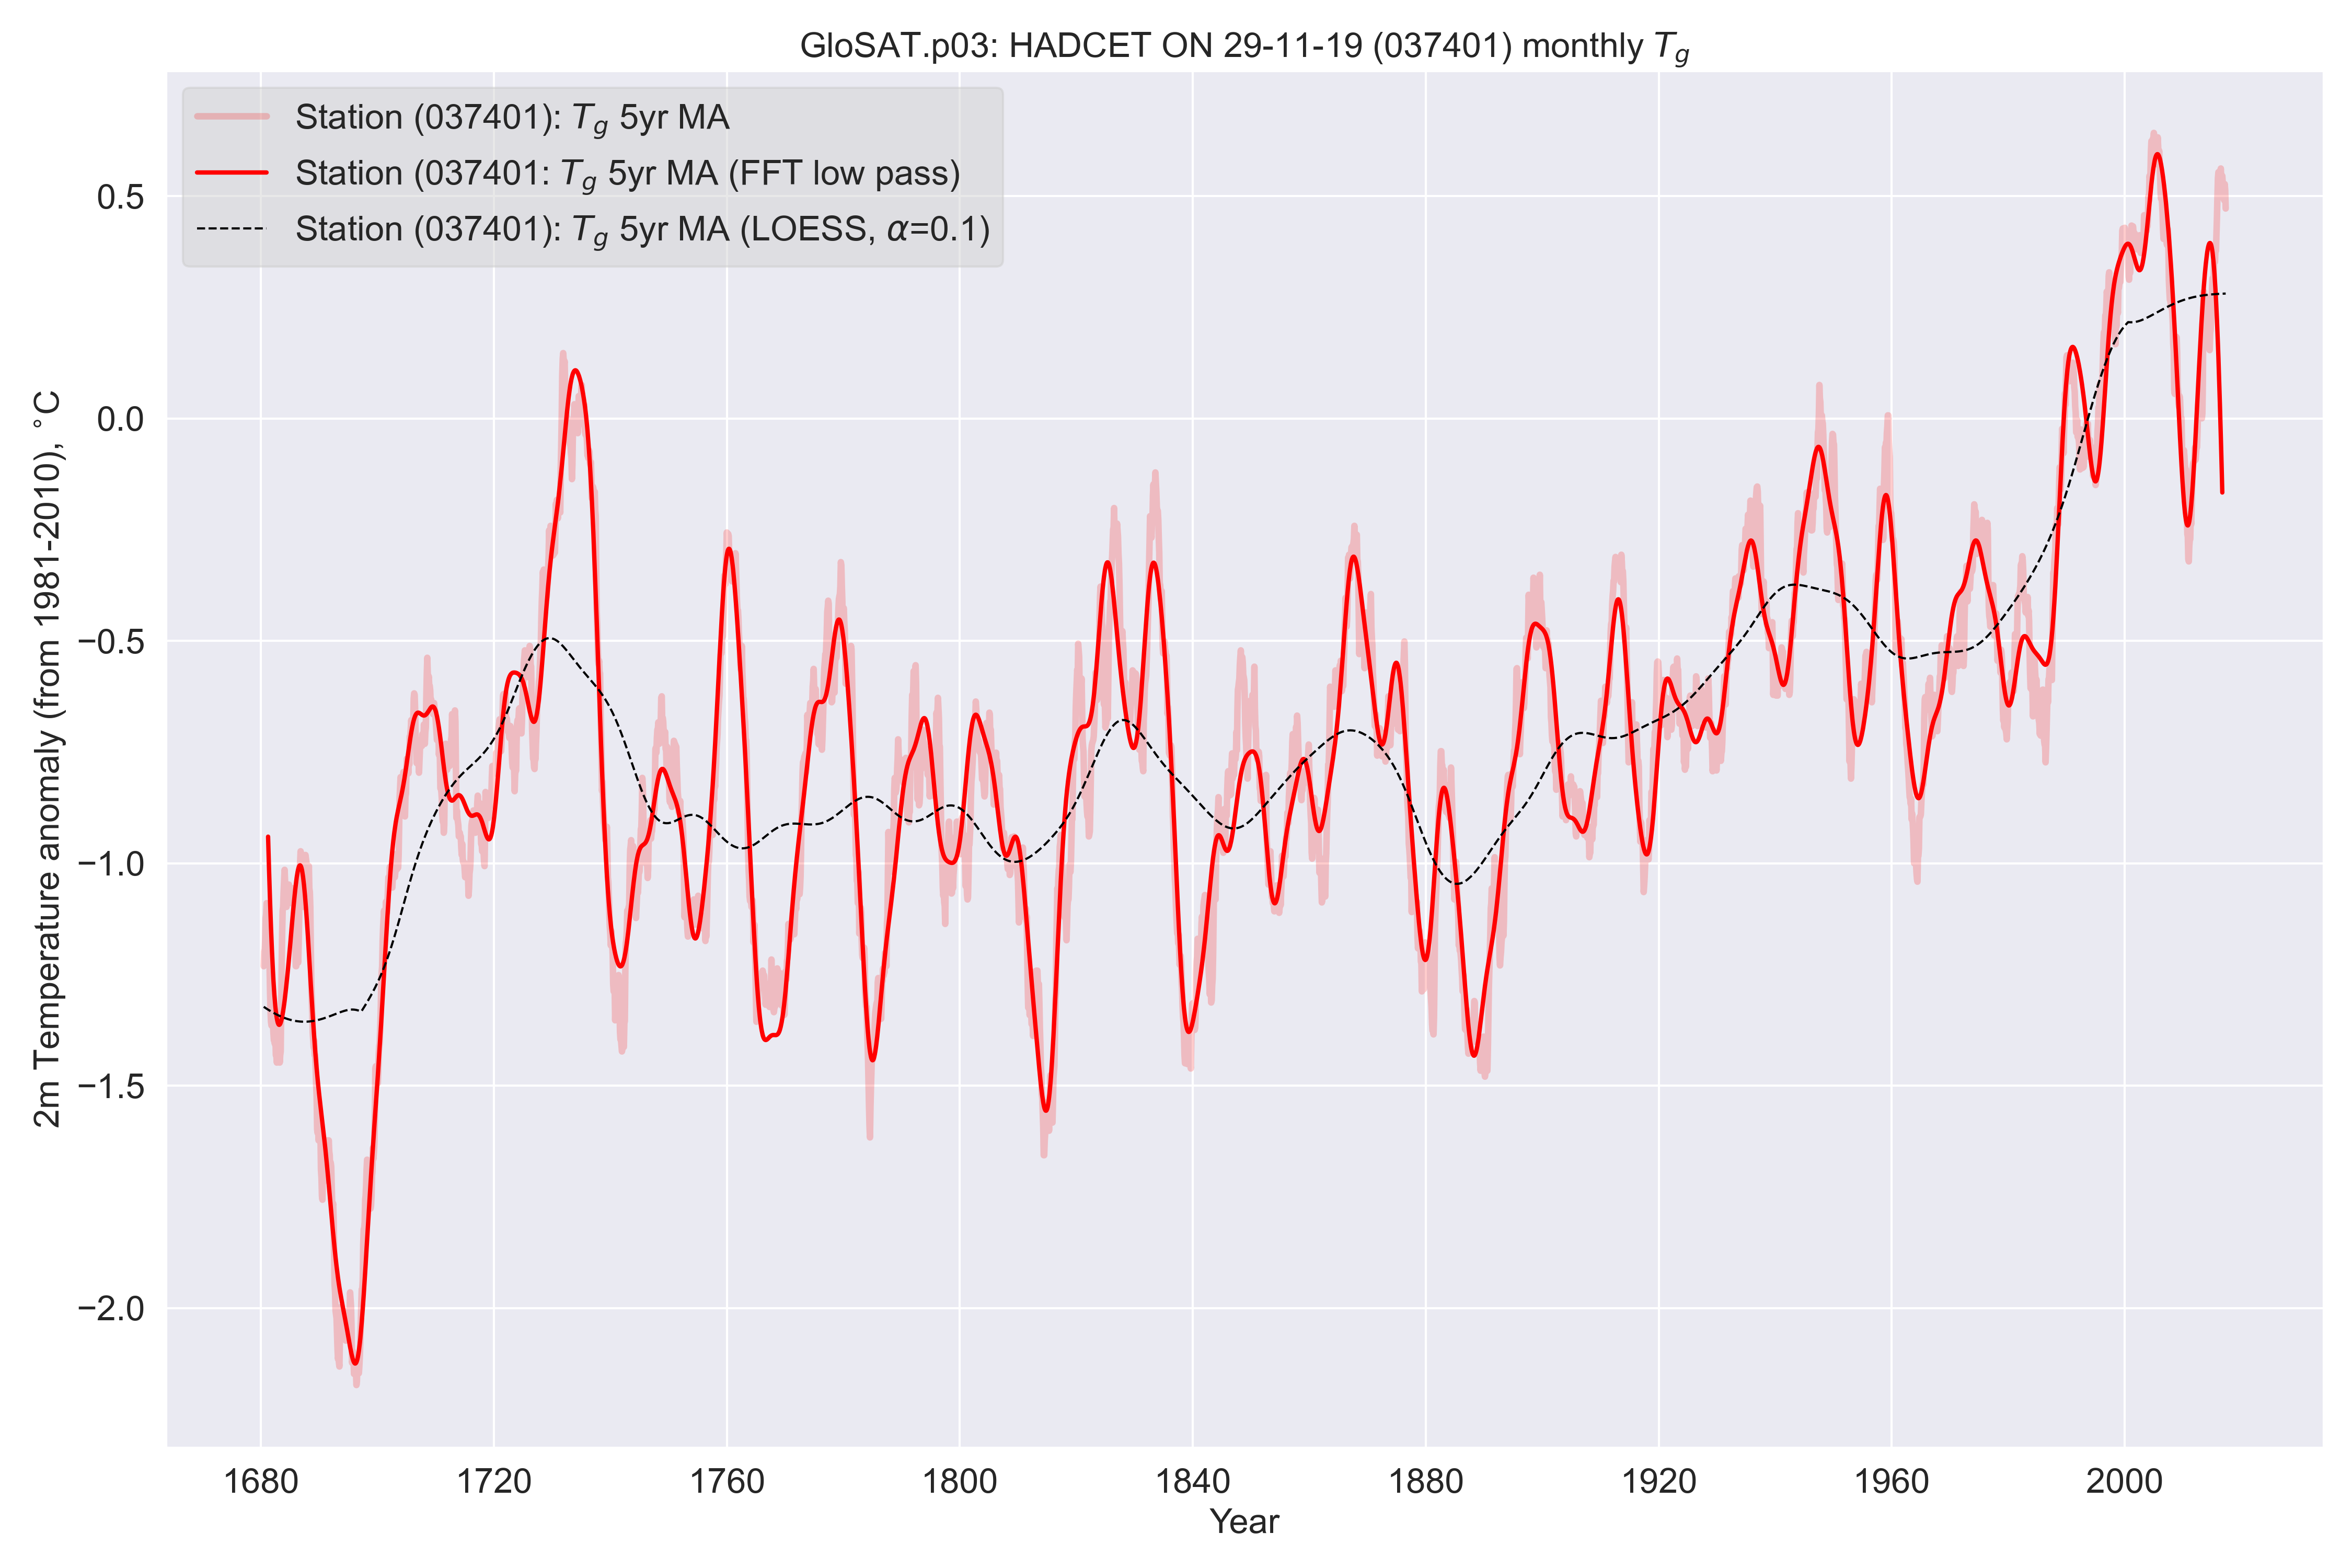 GloSAT.p03: HADCET ON 29-11-19 (037401) monthly Tg
Station (037401): Tg 5yr MA
Station (037401: Tg 5yr MA (FFT low pass)
Station (037401): Tg 5yr MA (LOESS, α=0.1)
2m Temperature anomaly (from 1981-2010), °C
0.5
0.0
−0.5
−1.0
−1.5
−2.0
1680 1720 1760 1800 1840 1880 1920 1960 2000
Year